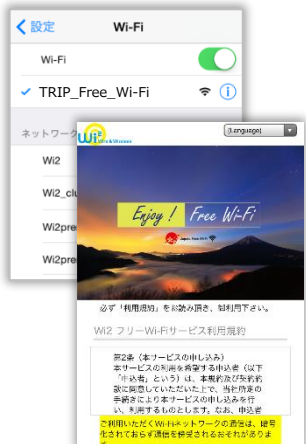 設定
Wi-Fi
Wi-Fi
TRIP_Free_Wi-Fi
ネットワーク
Wi2
Wi2_clu
Wi2pre
Wi2pre
Wi2
(Language)
Enjoy ! Free Wi-Fi
Japan Free Wi-Fi
必ず「利用規約」をお読み頂き、御利用下さい。
Wi2 フリーWi-Fiサービス利用規約
第2条（本サービスの申し込み）
本サービスの利用を希望する申込者（以下
「申込者」という）は、本規約及び契約約
款に同意していただいた上で、当社所定の
手続きにより本サービスの申し込みを行
い、利用するものとします。なお、申込者
ご利用いただくWi-Fiネットワークの通信は、暗号
化されておらず通信を傍受されるおそれがありま